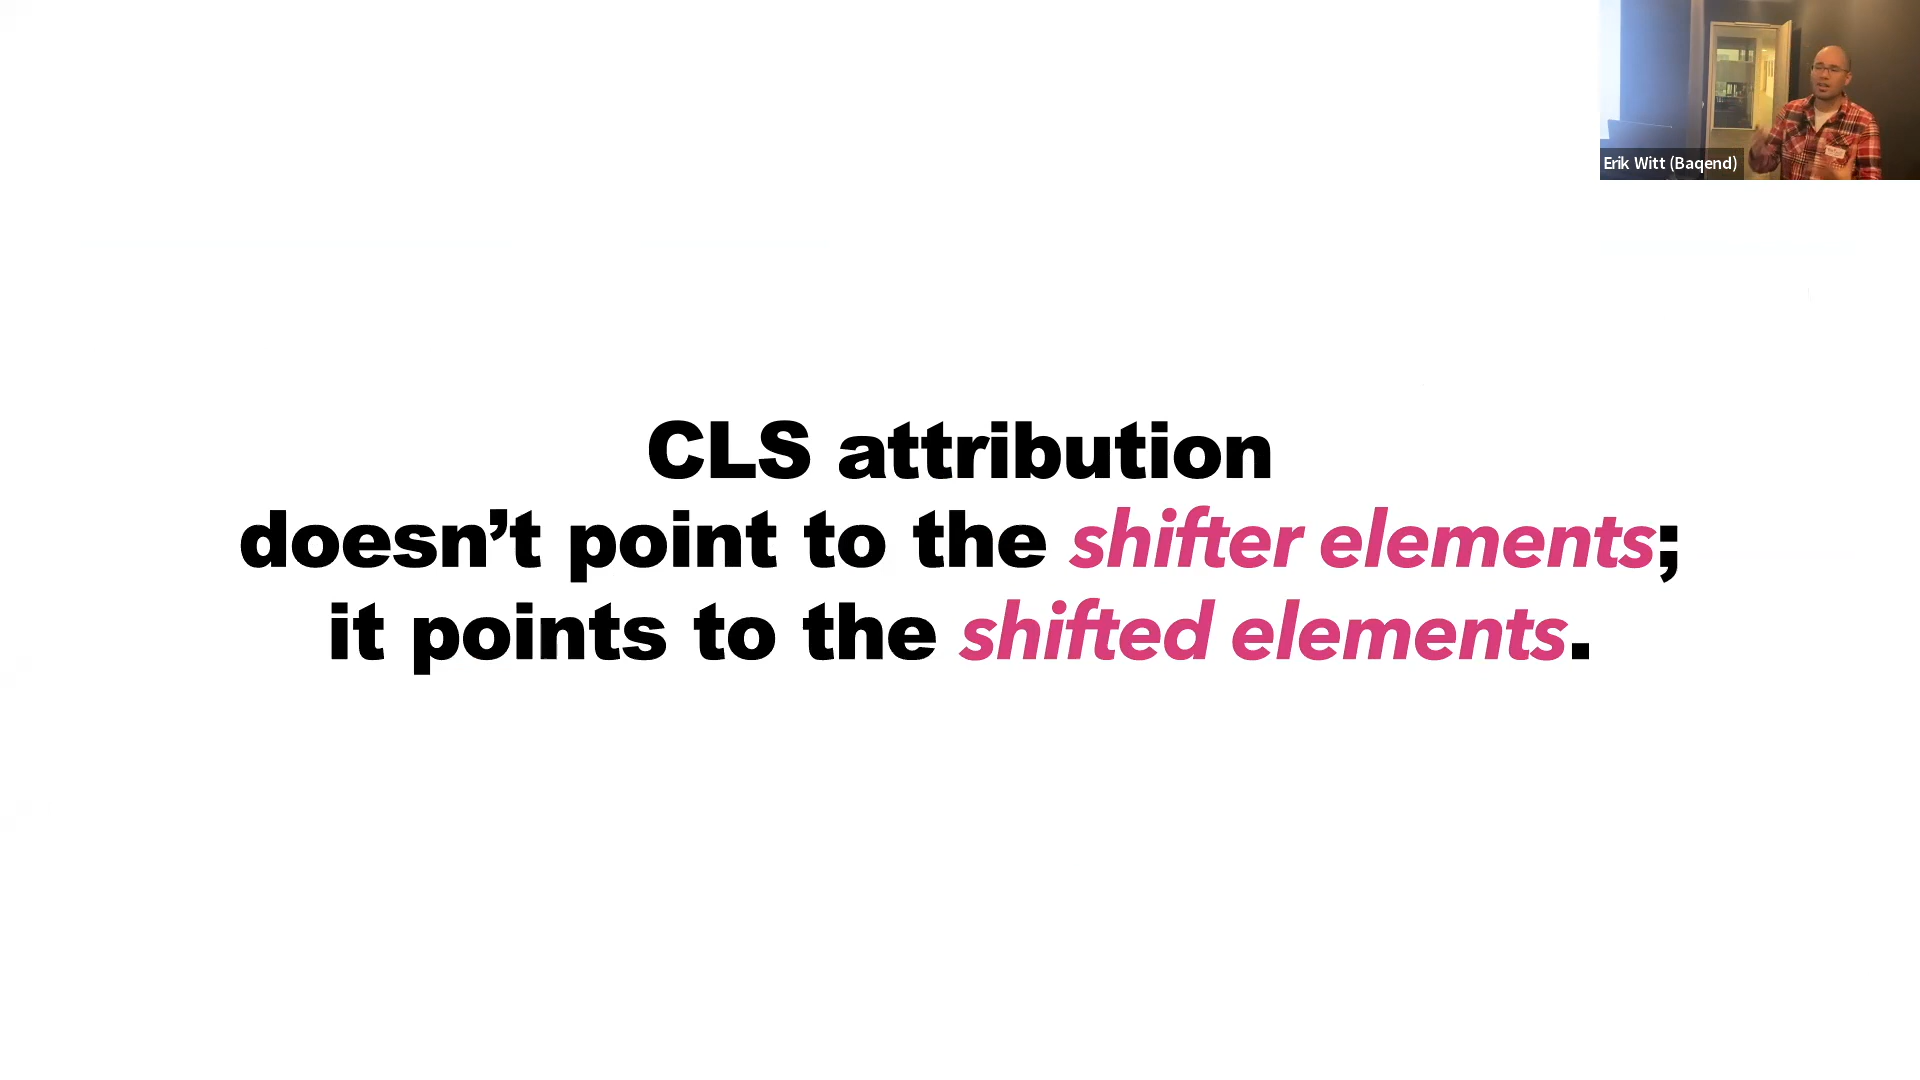 Erik Witt (Baqend)
CLS attribution
doesn’t point to the shifter elements;
it points to the shifted elements.